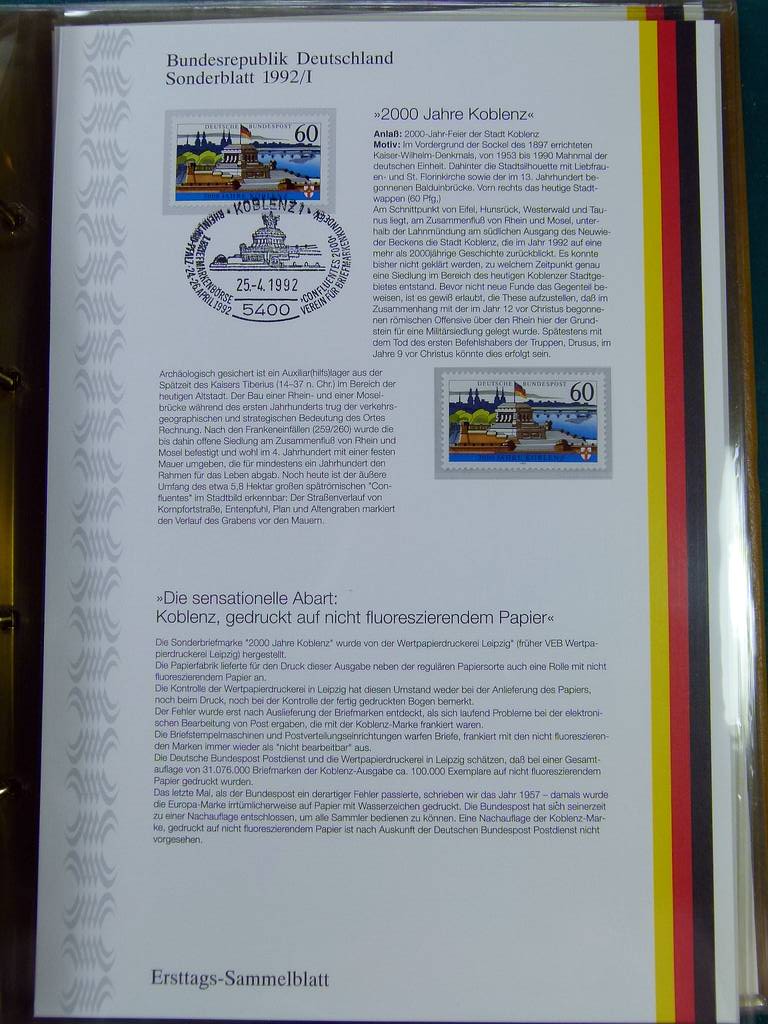 Bundesrepublik Deutschland
Sonderblatt 1992/I
DEUTSCHE BUNDESPOST
60
2000 JAHRE KOBLENZ
KOBLENZ 1
25.-4.1992
5400
RHEINLAND-PFALZ 24.-26. APRIL 1992
BRIEFMARKENBÖRSE
»CONFLUENTES 2000«
VEREIN FÜR BRIEFMARKENKUNDE
»2000 Jahre Koblenz«
Anlaß: 2000-Jahr-Feier der Stadt Koblenz
Motiv: Im Vordergrund der Sockel des 1897 errichteten
Kaiser-Wilhelm-Denkmals, von 1953 bis 1990 Mahnmal der
deutschen Einheit. Dahinter die Stadtsilhouette mit Liebfrau-
en- und St. Florinkirche sowie der im 13. Jahrhundert be-
gonnenen Balduinbrücke. Vorn rechts das heutige Stadt-
wappen (60 Pfg.)
Am Schnittpunkt von Eifel, Hunsrück, Westerwald und Tau-
nus liegt, am Zusammenfluß von Rhein und Mosel, unter-
halb der Lahnmündung am südlichen Ausgang des Neuwie-
der Beckens die Stadt Koblenz, die im Jahr 1992 auf eine
mehr als 2000jährige Geschichte zurückblickt. Es konnte
bisher nicht geklärt werden, zu welchem Zeitpunkt genau
eine Siedlung im Bereich des heutigen Koblenzer Stadtge-
bietes entstand. Bevor nicht neue Funde das Gegenteil be-
weisen, ist es gewiß erlaubt, die These aufzustellen, daß im
Zusammenhang mit der im Jahr 12 vor Christus begonne-
nen römischen Offensive über den Rhein hier der Grund-
stein für eine Militärsiedlung gelegt wurde. Spätestens mit
dem Tod des ersten Befehlshabers der Truppen, Drusus, im
Jahre 9 vor Christus könnte dies erfolgt sein.
Archäologisch gesichert ist ein Auxiliar(hilfs)lager aus der
Spätzeit des Kaisers Tiberius (14–37 n. Chr.) im Bereich der
heutigen Altstadt. Der Bau einer Rhein- und einer Mosel-
brücke während des ersten Jahrhunderts trug der verkehrs-
geographischen und strategischen Bedeutung des Ortes
Rechnung. Nach den Frankeneinfällen (259/260) wurde die
bis dahin offene Siedlung am Zusammenfluß von Rhein und
Mosel befestigt und wohl im 4. Jahrhundert mit einer festen
Mauer umgeben, die für mindestens ein Jahrhundert den
Rahmen für das Leben abgab. Noch heute ist der äußere
Umfang des etwa 5,8 Hektar großen spätrömischen "Con-
fluentes" im Stadtbild erkennbar: Der Straßenverlauf von
Kornpfortstraße, Entenpfuhl, Plan und Altengraben markiert
den Verlauf des Grabens vor den Mauern.
DEUTSCHE BUNDESPOST
60
2000 JAHRE KOBLENZ
»Die sensationelle Abart:
Koblenz, gedruckt auf nicht fluoreszierendem Papier«
Die Sonderbriefmarke "2000 Jahre Koblenz" wurde von der Wertpapierdruckerei Leipzig" (früher VEB Wertpa-
pierdruckerei Leipzig) hergestellt.
Die Papierfabrik lieferte für den Druck dieser Ausgabe neben der regulären Papiersorte auch eine Rolle mit nicht
fluoreszierendem Papier an.
Die Kontrolle der Wertpapierdruckerei in Leipzig hat diesen Umstand weder bei der Anlieferung des Papiers,
noch beim Druck, noch bei der Kontrolle der fertig gedruckten Bogen bemerkt.
Der Fehler wurde erst nach Auslieferung der Briefmarken entdeckt, als sich laufend Probleme bei der elektroni-
schen Bearbeitung von Post ergaben, die mit der Koblenz-Marke frankiert waren.
Die Briefstempelmaschinen und Postverteilungseinrichtungen warfen Briefe, frankiert mit den nicht fluoreszieren-
den Marken immer wieder als "nicht bearbeitbar" aus.
Die Deutsche Bundespost Postdienst und die Wertpapierdruckerei in Leipzig schätzen, daß bei einer Gesamt-
auflage von 31.076.000 Briefmarken der Koblenz-Ausgabe ca. 100.000 Exemplare auf nicht fluoreszierendem
Papier gedruckt wurden.
Das letzte Mal, als der Bundespost ein derartiger Fehler passierte, schrieben wir das Jahr 1957 – damals wurde
die Europa-Marke irrtümlicherweise auf Papier mit Wasserzeichen gedruckt. Die Bundespost hat sich seinerzeit
zu einer Nachauflage entschlossen, um alle Sammler bedienen zu können. Eine Nachauflage der Koblenz-Mar-
ke, gedruckt auf nicht fluoreszierendem Papier ist nach Auskunft der Deutschen Bundespost Postdienst nicht
vorgesehen.
Ersttags-Sammelblatt